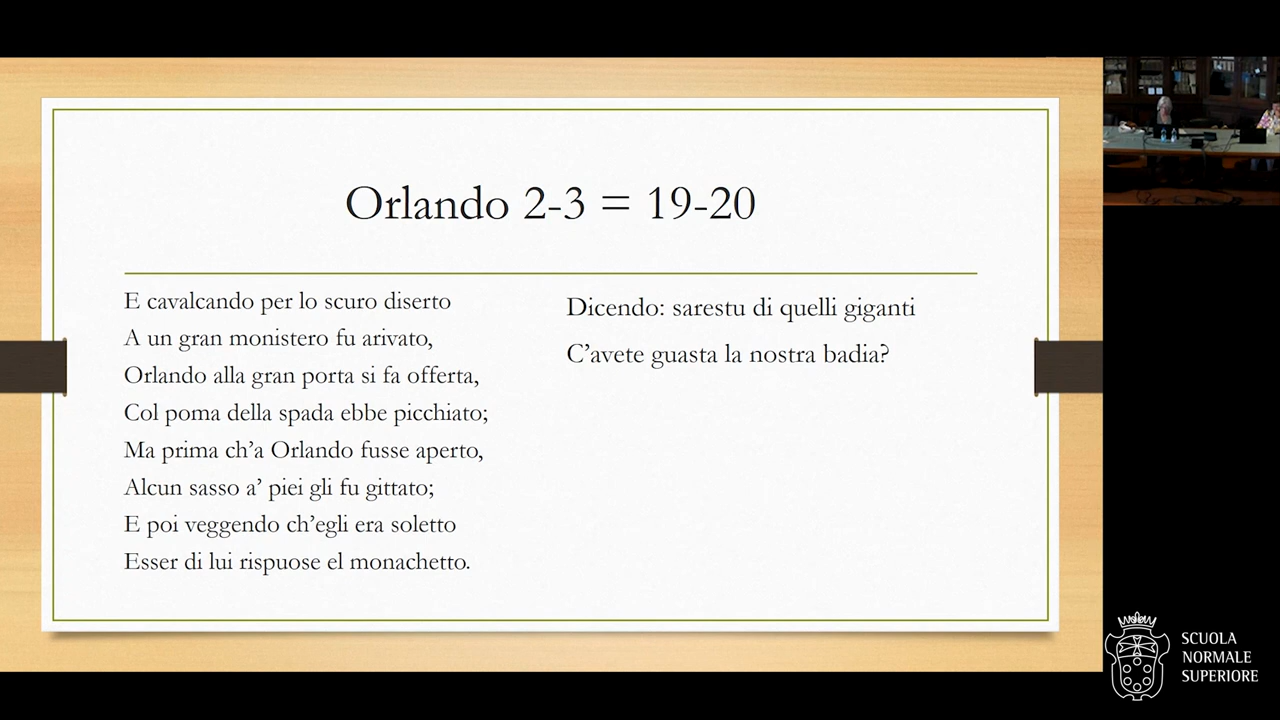 Orlando 2-3 = 19-20
E cavalcando per lo scuro diserto
A un gran monistero fu arivato,
Orlando alla gran porta si fa offerta,
Col poma della spada ebbe picchiato;
Ma prima ch’a Orlando fusse aperto,
Alcun sasso a’ piei gli fu gittato;
E poi veggendo ch’egli era soletto
Esser di lui rispuose el monachetto.
Dicendo: sarestu di quelli giganti
C’avete guasta la nostra badia?
SCUOLA
NORMALE
SUPERIORE